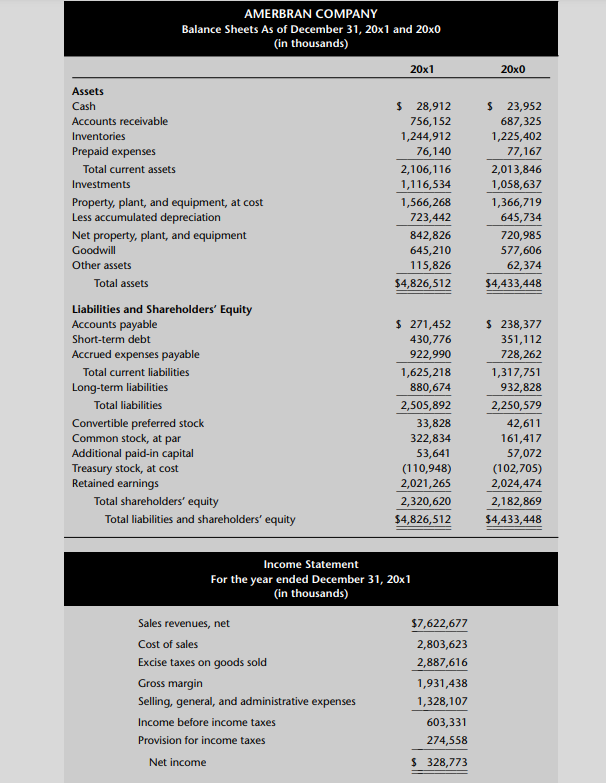 AMERBRAN COMPANY
Balance Sheets As of December 31, 20x1 and 20x0
(in thousands)
20x1 20x0
Assets
Cash $ 28,912 $ 23,952
Accounts receivable 756,152 687,325
Inventories 1,244,912 1,225,402
Prepaid expenses 76,140 77,167
Total current assets 2,106,116 2,013,846
Investments 1,116,534 1,058,637
Property, plant, and equipment, at cost 1,566,268 1,366,719
Less accumulated depreciation 723,442 645,734
Net property, plant, and equipment 842,826 720,985
Goodwill 645,210 577,606
Other assets 115,826 62,374
Total assets $4,826,512 $4,433,448
Liabilities and Shareholders' Equity
Accounts payable $ 271,452 $ 238,377
Short-term debt 430,776 351,112
Accrued expenses payable 922,990 728,262
Total current liabilities 1,625,218 1,317,751
Long-term liabilities 880,674 932,828
Total liabilities 2,505,892 2,250,579
Convertible preferred stock 33,828 42,611
Common stock, at par 322,834 161,417
Additional paid-in capital 53,641 57,072
Treasury stock, at cost (110,948) (102,705)
Retained earnings 2,021,265 2,024,474
Total shareholders' equity 2,320,620 2,182,869
Total liabilities and shareholders' equity $4,826,512 $4,433,448
Income Statement
For the year ended December 31, 20x1
(in thousands)
Sales revenues, net $7,622,677
Cost of sales 2,803,623
Excise taxes on goods sold 2,887,616
Gross margin 1,931,438
Selling, general, and administrative expenses 1,328,107
Income before income taxes 603,331
Provision for income taxes 274,558
Net income $ 328,773